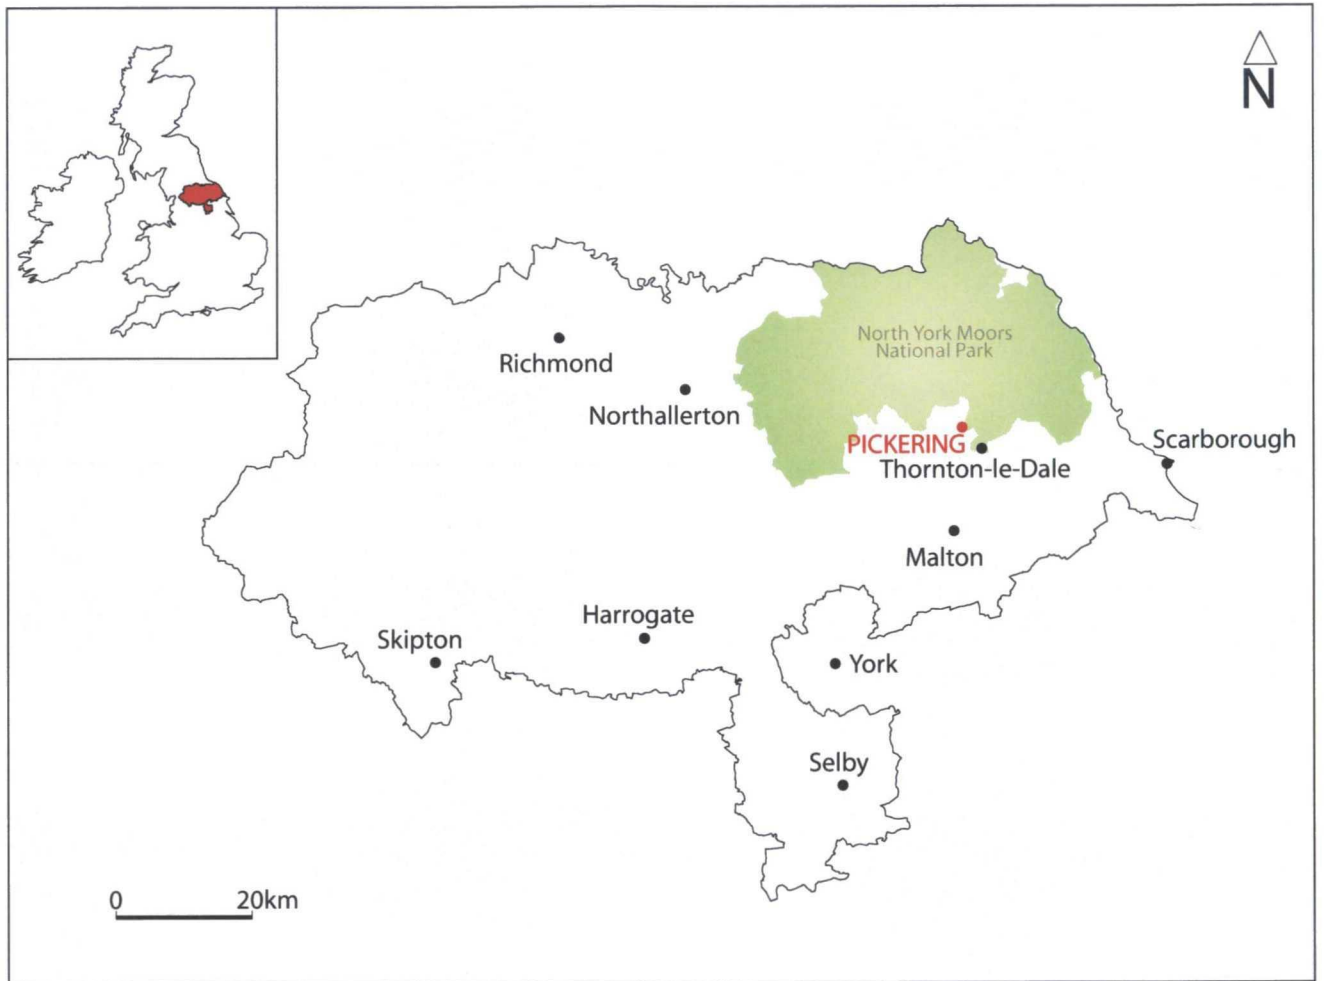 N
North York Moors
National Park
Richmond
Northallerton
PICKERING
Scarborough
Thornton-le-Dale
Malton
Harrogate
Skipton
York
Selby
0 20km